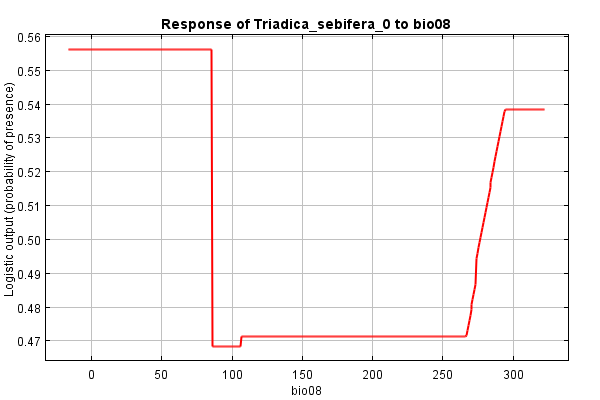 Response of Triadica_sebifera_0 to bio08
Logistic output (probability of presence)
0.56
0.55
0.54
0.53
0.52
0.51
0.50
0.49
0.48
0.47
0 50 100 150 200 250 300
bio08